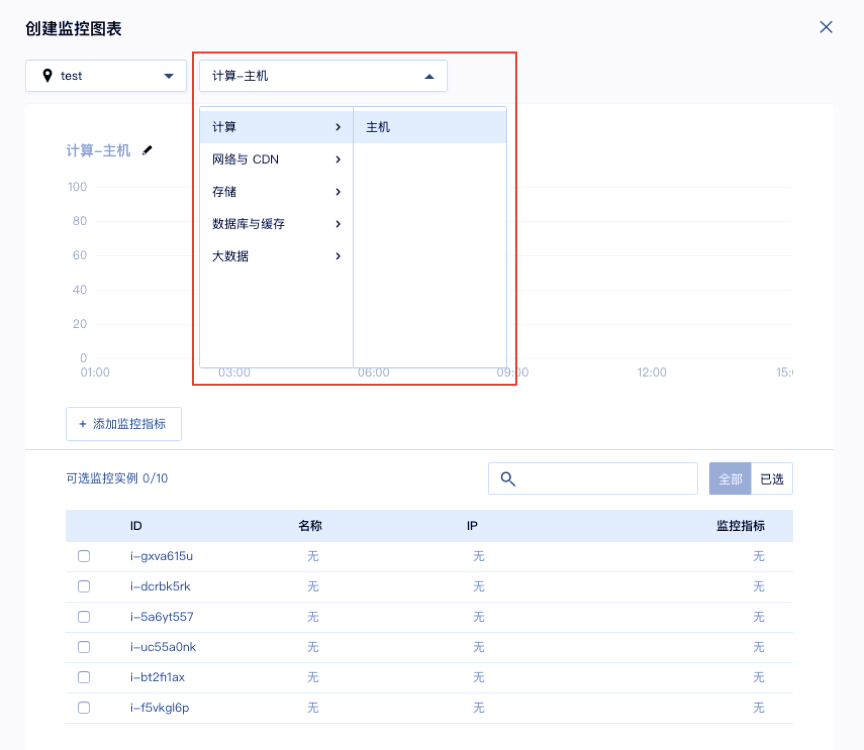 创建监控图表
test
计算-主机
计算
主机
网络与 CDN
存储
数据库与缓存
大数据
计算-主机
100
80
60
40
20
0
01:00 03:00 06:00 09:00 12:00 15:
+ 添加监控指标
可选监控实例 0/10
全部 已选
ID 名称 IP 监控指标
i-gxva615u 无 无 无
i-dcrbk5rk 无 无 无
i-5a6yt557 无 无 无
i-uc55a0nk 无 无 无
i-bt2fi1ax 无 无 无
i-f5vkgl6p 无 无 无